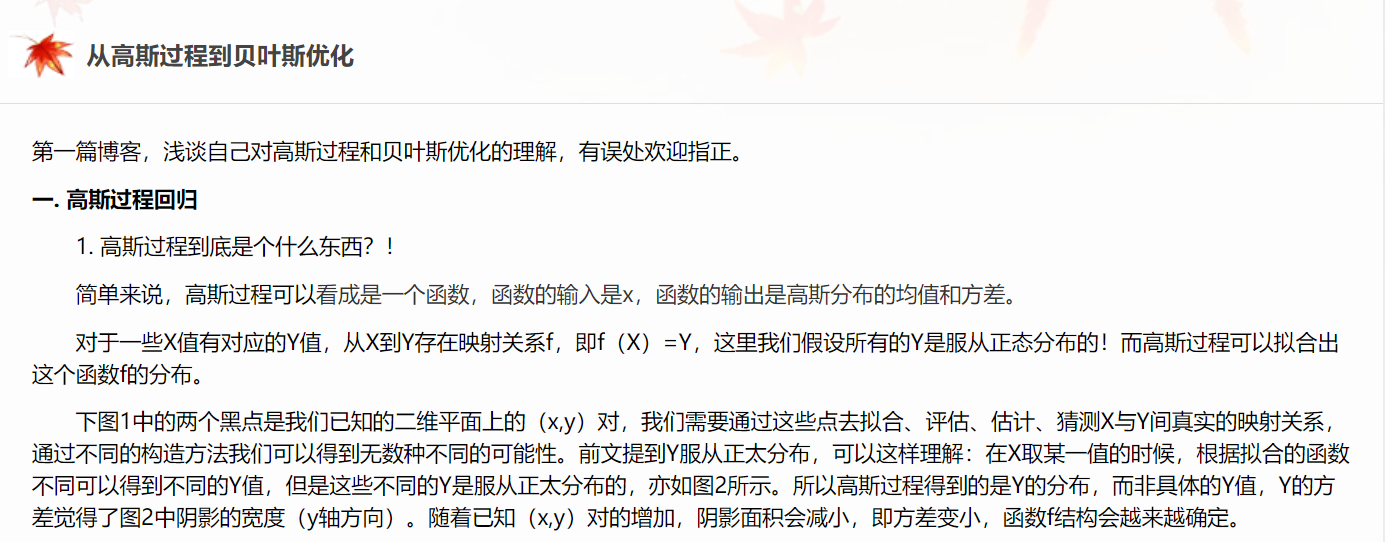 从高斯过程到贝叶斯优化
第一篇博客，浅谈自己对高斯过程和贝叶斯优化的理解，有误处欢迎指正。
一. 高斯过程回归
1. 高斯过程到底是个什么东西？！
简单来说，高斯过程可以看成是一个函数，函数的输入是x，函数的输出是高斯分布的均值和方差。
对于一些X值有对应的Y值，从X到Y存在映射关系f，即f（X）=Y，这里我们假设所有的Y是服从正态分布的！而高斯过程可以拟合出
这个函数f的分布。
下图1中的两个黑点是我们已知的二维平面上的（x,y）对，我们需要通过这些点去拟合、评估、估计、猜测X与Y间真实的映射关系，
通过不同的构造方法我们可以得到无数种不同的可能性。前文提到Y服从正太分布，可以这样理解：在X取某一值的时候，根据拟合的函数
不同可以得到不同的Y值，但是这些不同的Y是服从正太分布的，亦如图2所示。所以高斯过程得到的是Y的分布，而非具体的Y值，Y的方
差觉得了图2中阴影的宽度（y轴方向）。随着已知（x,y）对的增加，阴影面积会减小，即方差变小，函数f结构会越来越确定。